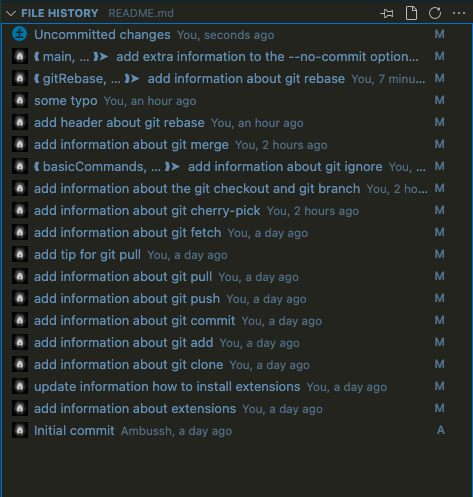 FILE HISTORY README.md
Uncommitted changes You, seconds ago M
⟪ main, ... ⟫➤ add extra information to the --no-commit option... M
⟪ gitRebase, ... ⟫➤ add information about git rebase You, 7 minu... M
some typo You, an hour ago M
add header about git rebase You, an hour ago M
add information about git merge You, 2 hours ago M
⟪ basicCommands, ... ⟫➤ add information about git ignore You, ... M
add information about the git checkout and git branch You, 2 ho... M
add information about git cherry-pick You, 2 hours ago M
add information about git fetch You, a day ago M
add tip for git pull You, a day ago M
add information about git pull You, a day ago M
add information about git push You, a day ago M
add information about git commit You, a day ago M
add information about git add You, a day ago M
add information about git clone You, a day ago M
update information how to install extensions You, a day ago M
add information about extensions You, a day ago M
Initial commit Ambussh, a day ago A